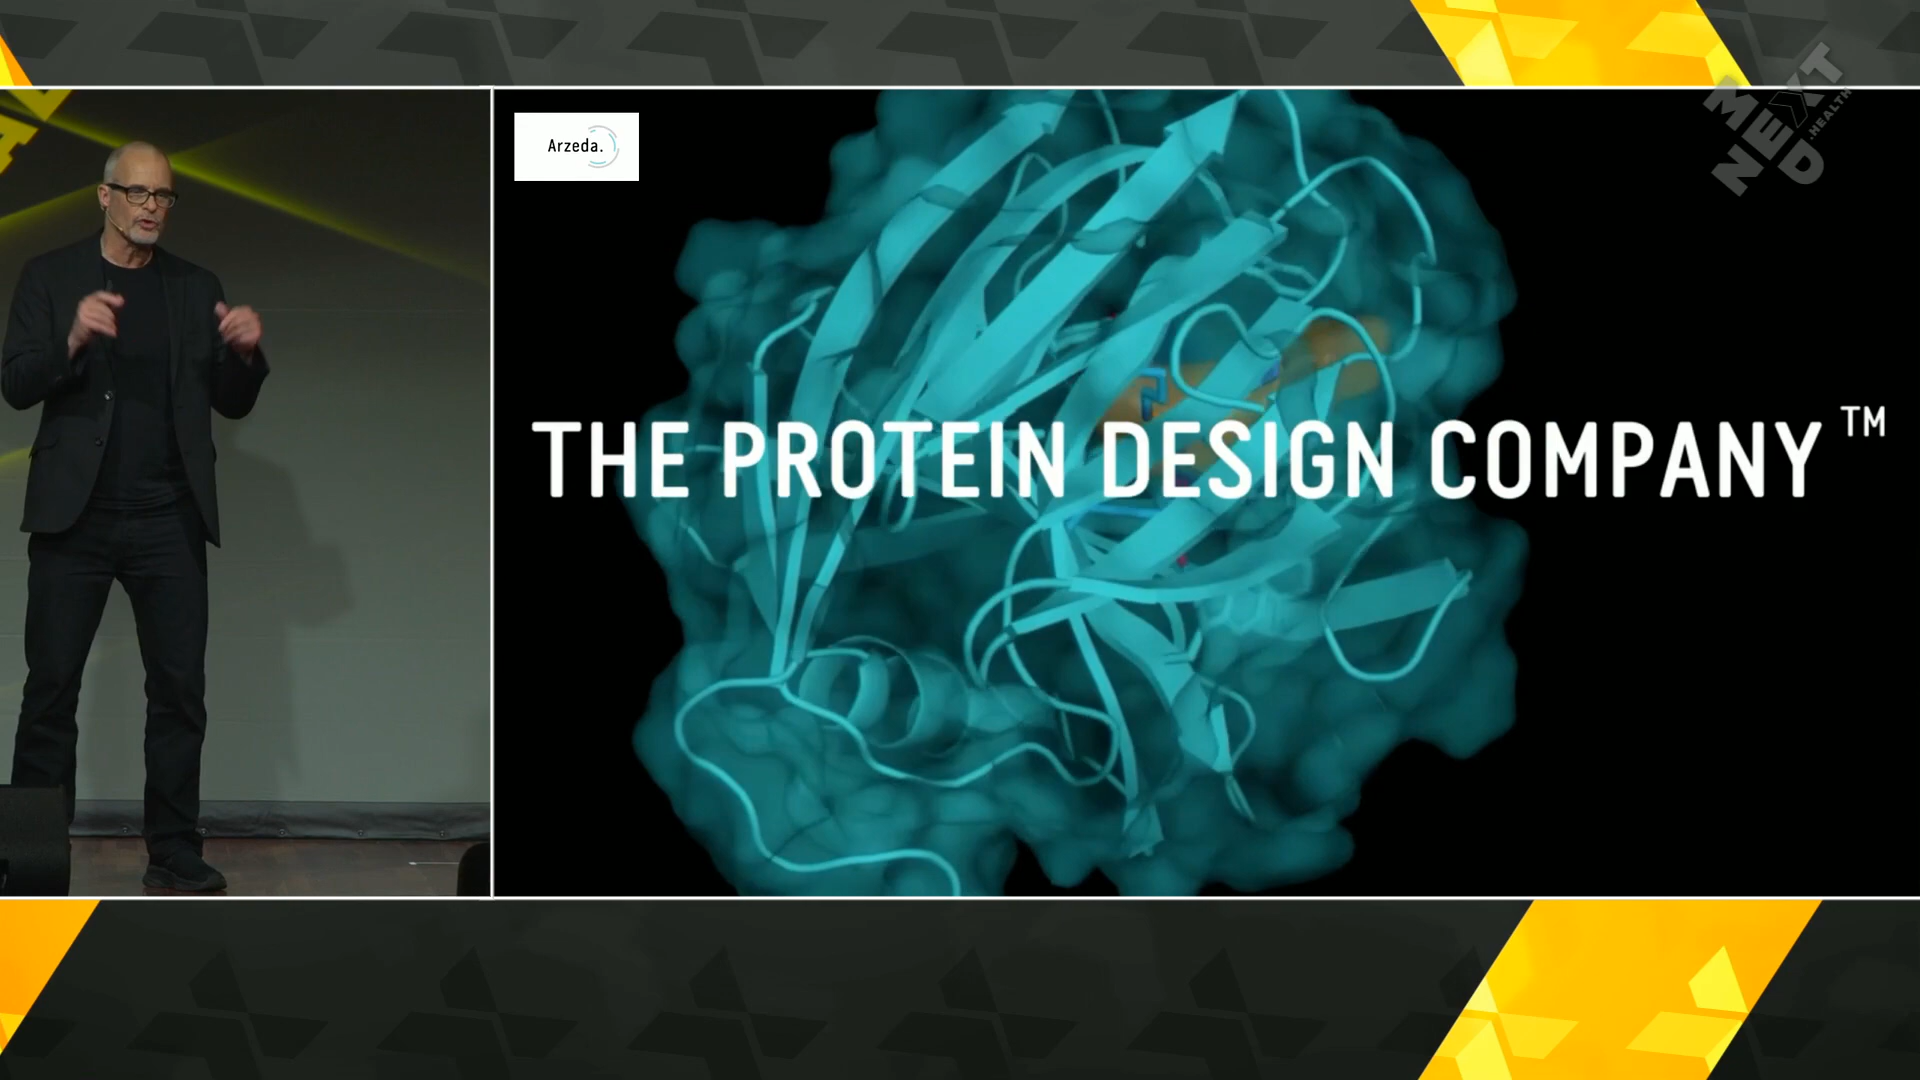 Arzeda.
THE PROTEIN DESIGN COMPANY™
NEXT
MED
.HEALTH